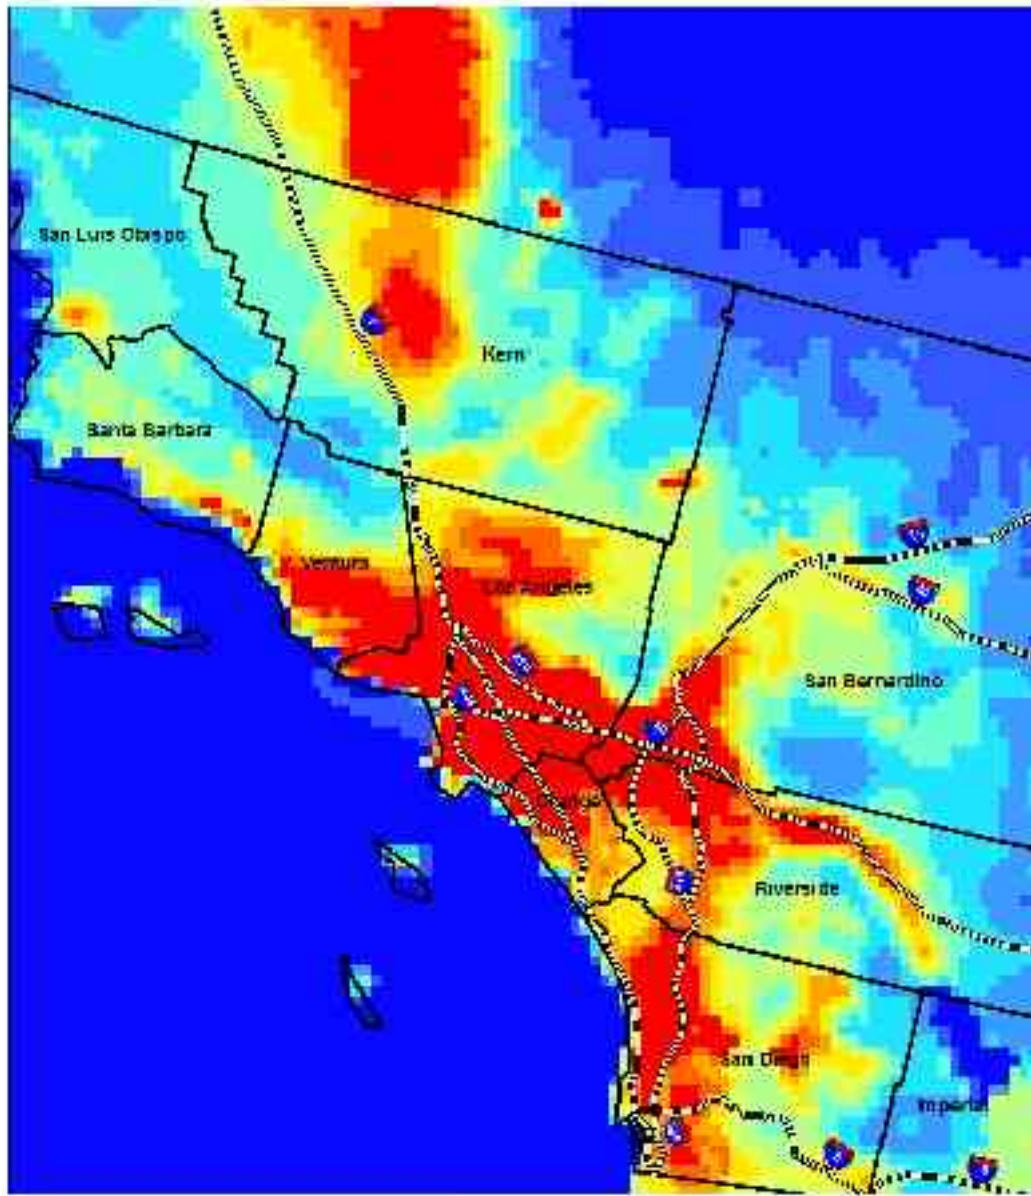 San Luis Obispo
Kern
Santa Barbara
Ventura
Los Angeles
San Bernardino
Orange
Riverside
San Diego
Imperial